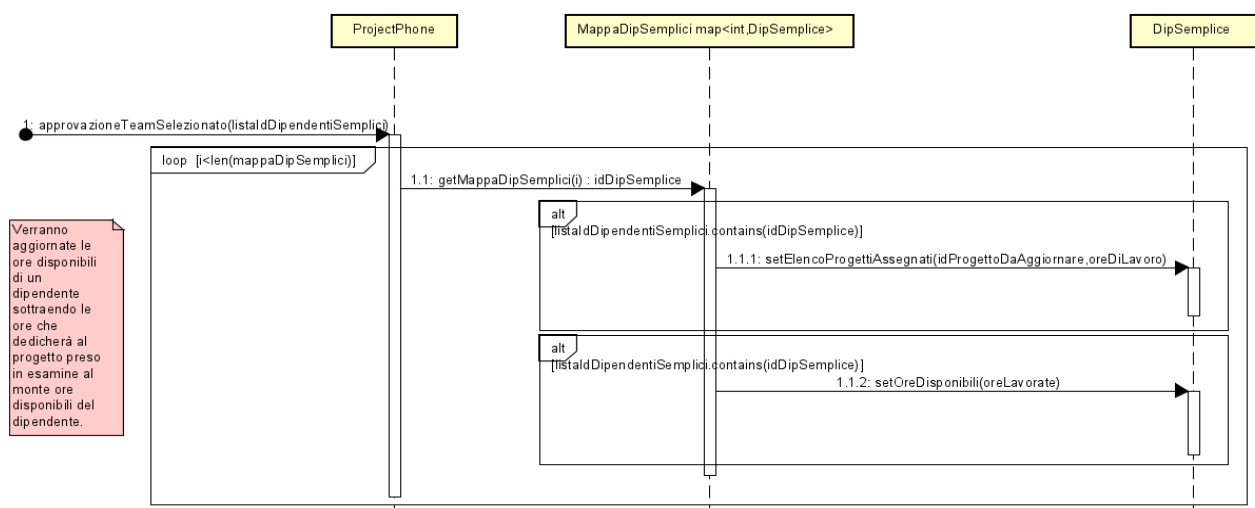 ProjectPhone
MappaDipSemplici map<int,DipSemplice>
DipSemplice
1: approvazioneTeamSelezionato(listaIdDipendentiSemplici)
loop [i<len(mappaDipSemplici)]
1.1: getMappaDipSemplici(i) : idDipSemplice
alt
[listaIdDipendentiSemplici.contains(idDipSemplice)]
1.1.1: setElencoProgettiAssegnati(idProgettoDaAggiornare,oreDiLavoro)
alt
[listaIdDipendentiSemplici.contains(idDipSemplice)]
1.1.2: setOreDisponibili(oreLavorate)
Verranno
aggiornate le
ore disponibili
di un
dipendente
sottraendo le
ore che
dedicherà al
progetto preso
in esame al
monte ore
disponibili del
dipendente.